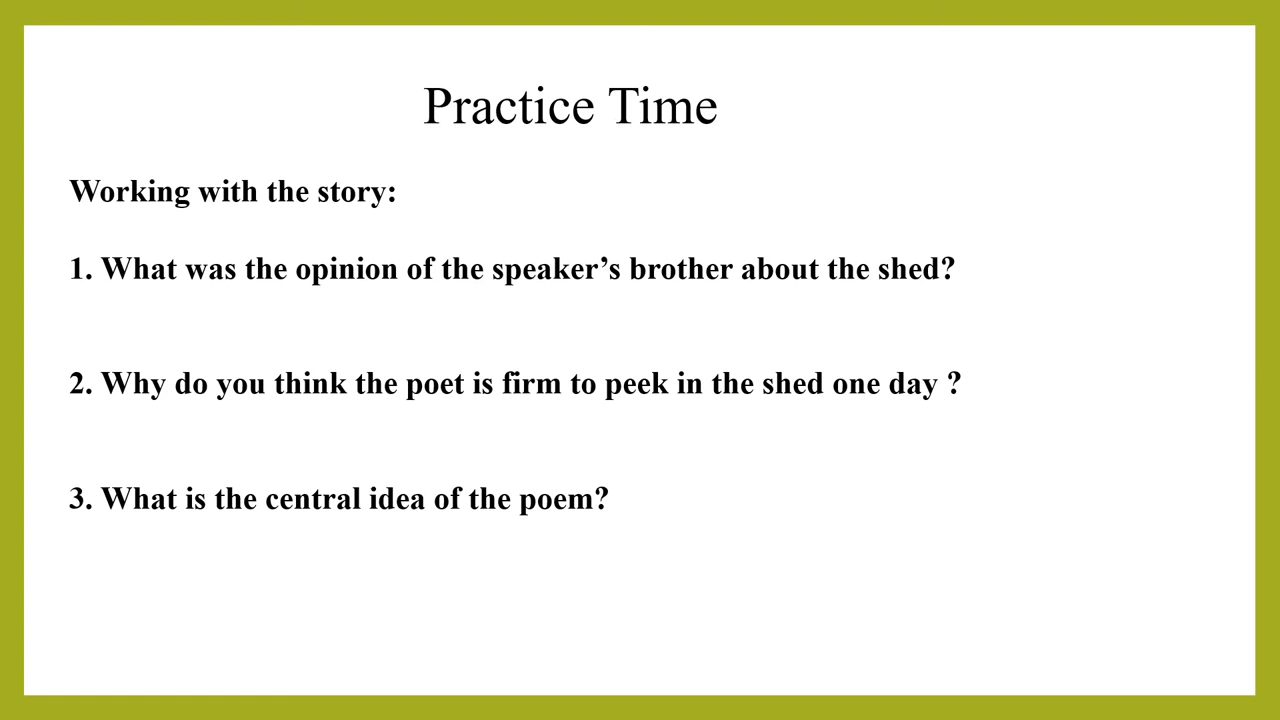 Practice Time
Working with the story:
1. What was the opinion of the speaker’s brother about the shed?
2. Why do you think the poet is firm to peek in the shed one day ?
3. What is the central idea of the poem?